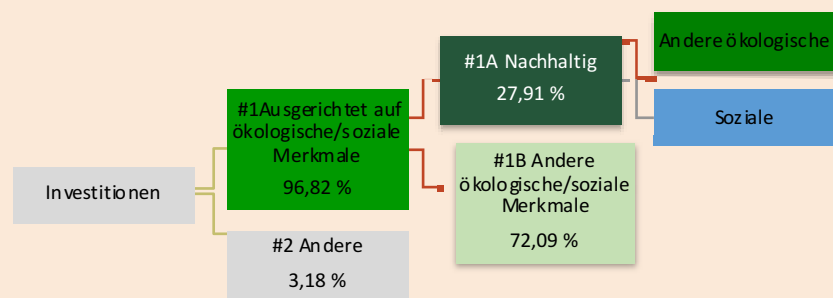 Investitionen
#1Ausgerichtet auf
ökologische/soziale
Merkmale
96,82 %
#2 Andere
3,18 %
#1A Nachhaltig
27,91 %
#1B Andere
ökologische/soziale
Merkmale
72,09 %
Andere ökologische
Soziale